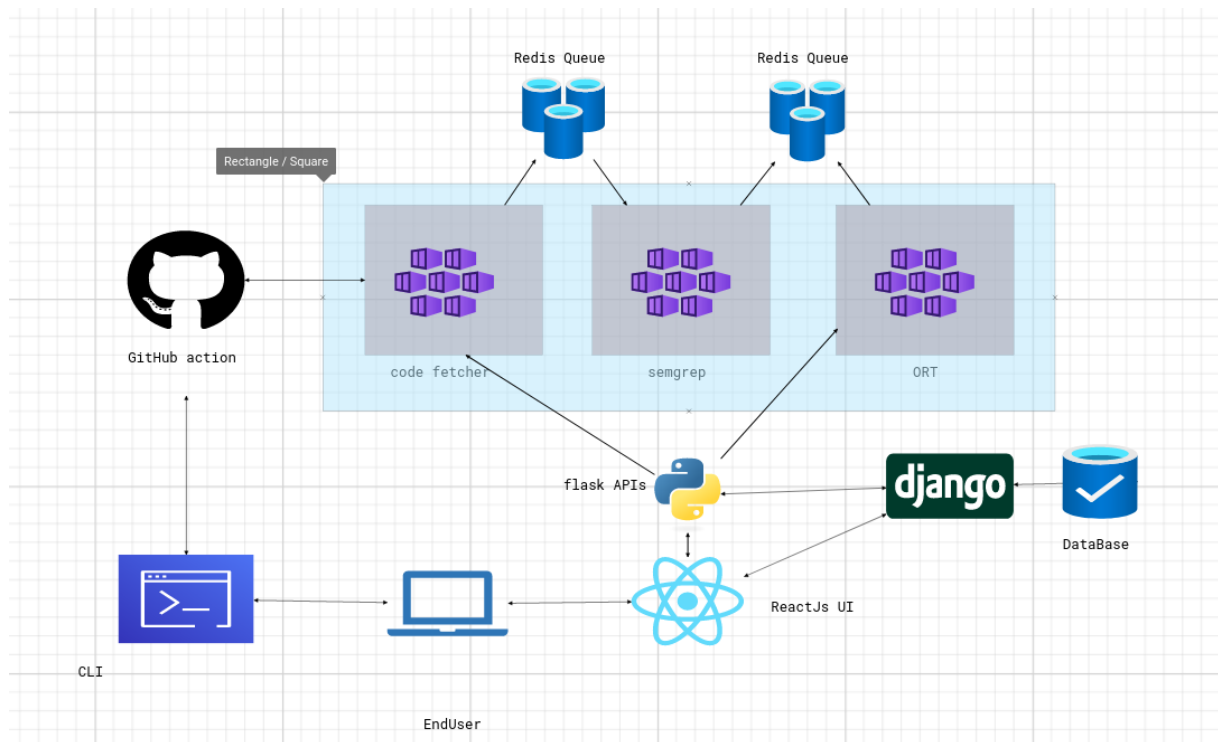 Redis Queue
Redis Queue
Rectangle / Square
GitHub action
code fetcher
semgrep
ORT
flask APIs
django
DataBase
ReactJs UI
CLI
EndUser